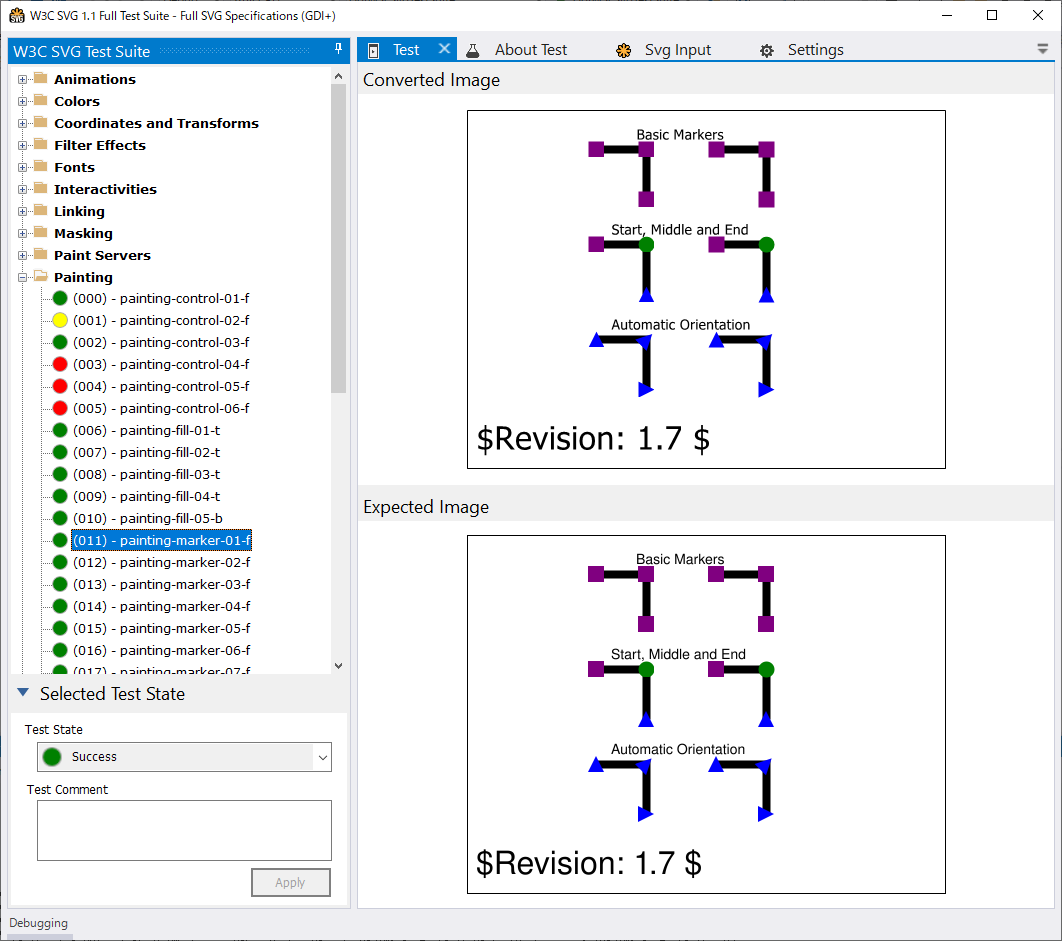 W3C SVG 1.1 Full Test Suite - Full SVG Specifications (GDI+)
W3C SVG Test Suite
Animations
Colors
Coordinates and Transforms
Filter Effects
Fonts
Interactivities
Linking
Masking
Paint Servers
Painting
(000) - painting-control-01-f
(001) - painting-control-02-f
(002) - painting-control-03-f
(003) - painting-control-04-f
(004) - painting-control-05-f
(005) - painting-control-06-f
(006) - painting-fill-01-t
(007) - painting-fill-02-t
(008) - painting-fill-03-t
(009) - painting-fill-04-t
(010) - painting-fill-05-b
(011) - painting-marker-01-f
(012) - painting-marker-02-f
(013) - painting-marker-03-f
(014) - painting-marker-04-f
(015) - painting-marker-05-f
(016) - painting-marker-06-f
(017) - painting-marker-07-f
Selected Test State
Test State
Success
Test Comment
Apply
Debugging
Test
About Test
Svg Input
Settings
Converted Image
Basic Markers
Start, Middle and End
Automatic Orientation
$Revision: 1.7 $
Expected Image
Basic Markers
Start, Middle and End
Automatic Orientation
$Revision: 1.7 $